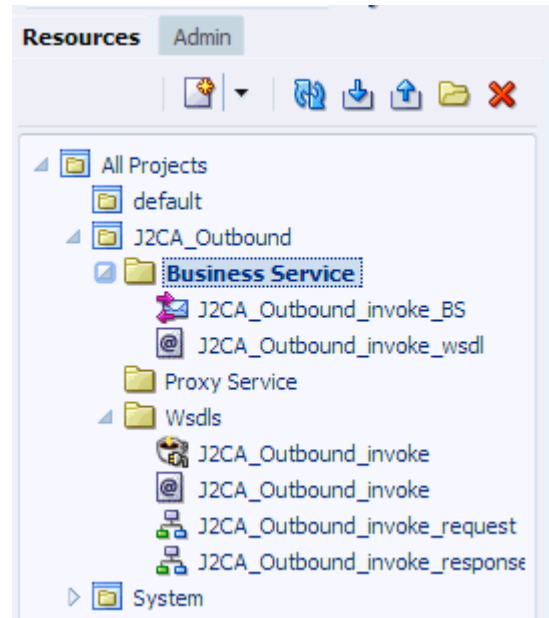 Resources Admin
All Projects
default
J2CA_Outbound
Business Service
J2CA_Outbound_invoke_BS
J2CA_Outbound_invoke_wsdl
Proxy Service
Wsdls
J2CA_Outbound_invoke
J2CA_Outbound_invoke
J2CA_Outbound_invoke_request
J2CA_Outbound_invoke_response
System